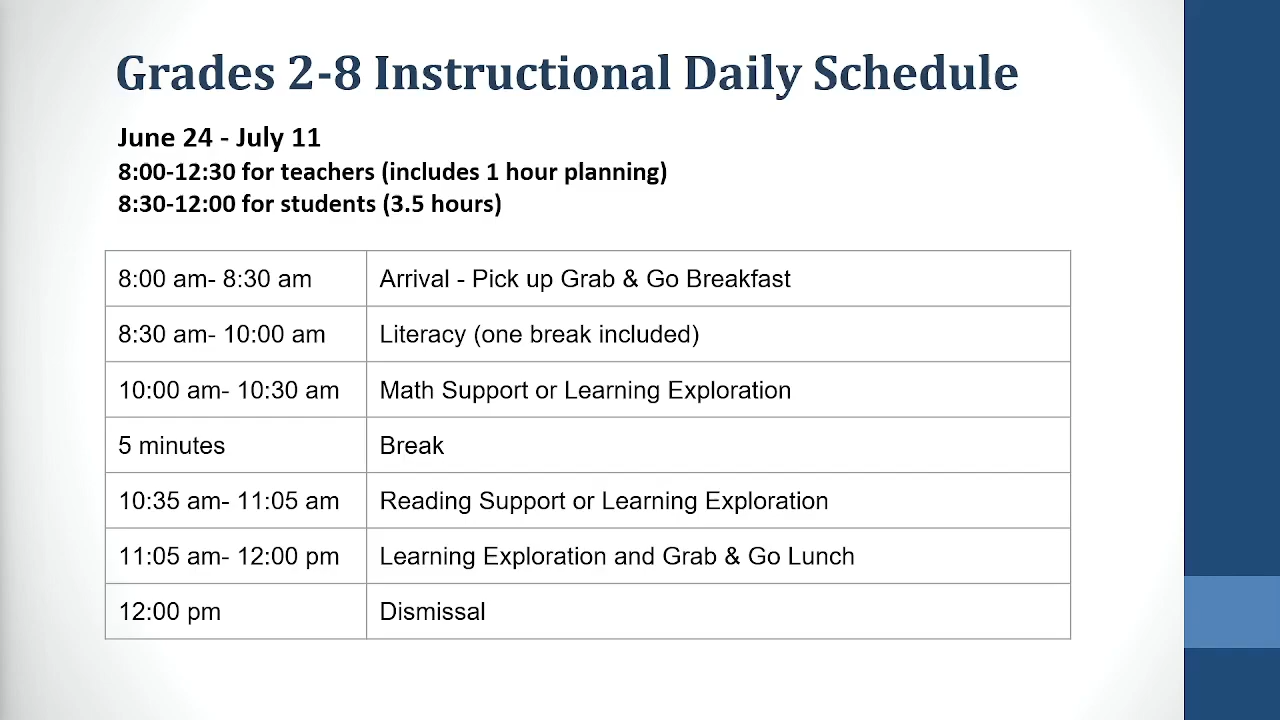 Grades 2-8 Instructional Daily Schedule
June 24 - July 11
8:00-12:30 for teachers (includes 1 hour planning)
8:30-12:00 for students (3.5 hours)
8:00 am- 8:30 am Arrival - Pick up Grab & Go Breakfast
8:30 am- 10:00 am Literacy (one break included)
10:00 am- 10:30 am Math Support or Learning Exploration
5 minutes Break
10:35 am- 11:05 am Reading Support or Learning Exploration
11:05 am- 12:00 pm Learning Exploration and Grab & Go Lunch
12:00 pm Dismissal